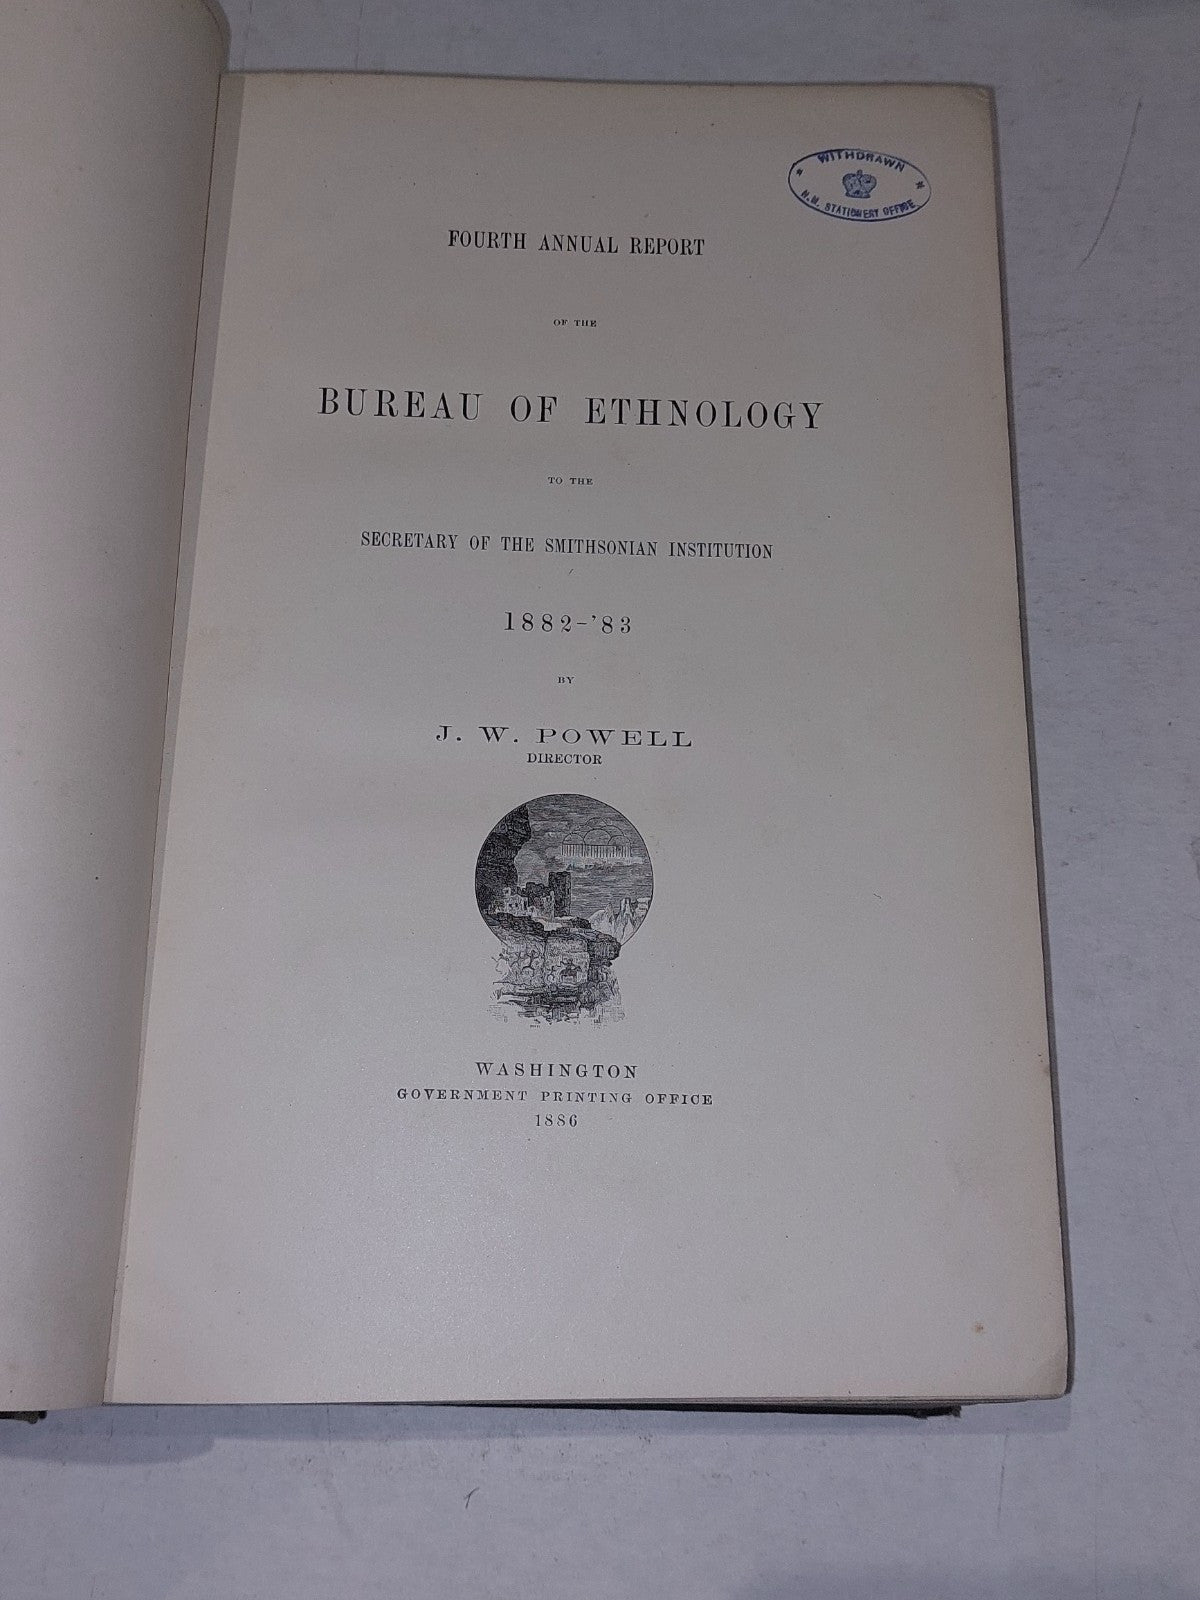 WITHDRAWN
H.M. STATIONERY OFFICE
FOURTH ANNUAL REPORT
OF THE
BUREAU OF ETHNOLOGY
TO THE
SECRETARY OF THE SMITHSONIAN INSTITUTION
1882-'83
BY
J. W. POWELL
DIRECTOR
WASHINGTON
GOVERNMENT PRINTING OFFICE
1886